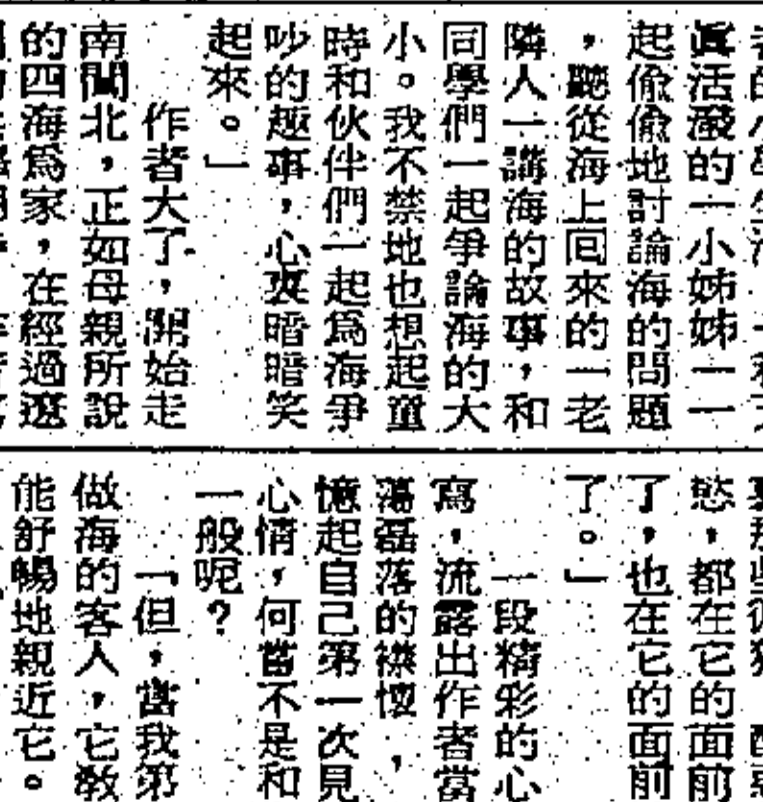 眞活潑的一小姊姊一一
起偸偸地討論海的問題
，聽從海上囘來的一老
隣人一講海的故事，和
同學們一起爭論海的大
小。我不禁地也想起童
時和伙伴們一起爲海爭
吵的趣事，心裏暗暗笑
起來。」
作者大了，開始走
南闖北，正如母親所說
的四海爲家，在經過遼
慾，都在它的面前
了，也在它的面前
了。」
一段精彩的心
寫，流露出作者當
蕩磊落的襟懷，
憶起自己第一次見
心情，何嘗不是和
一般呢？
「但，當我第
做海的客人，它教
能舒暢地親近它。